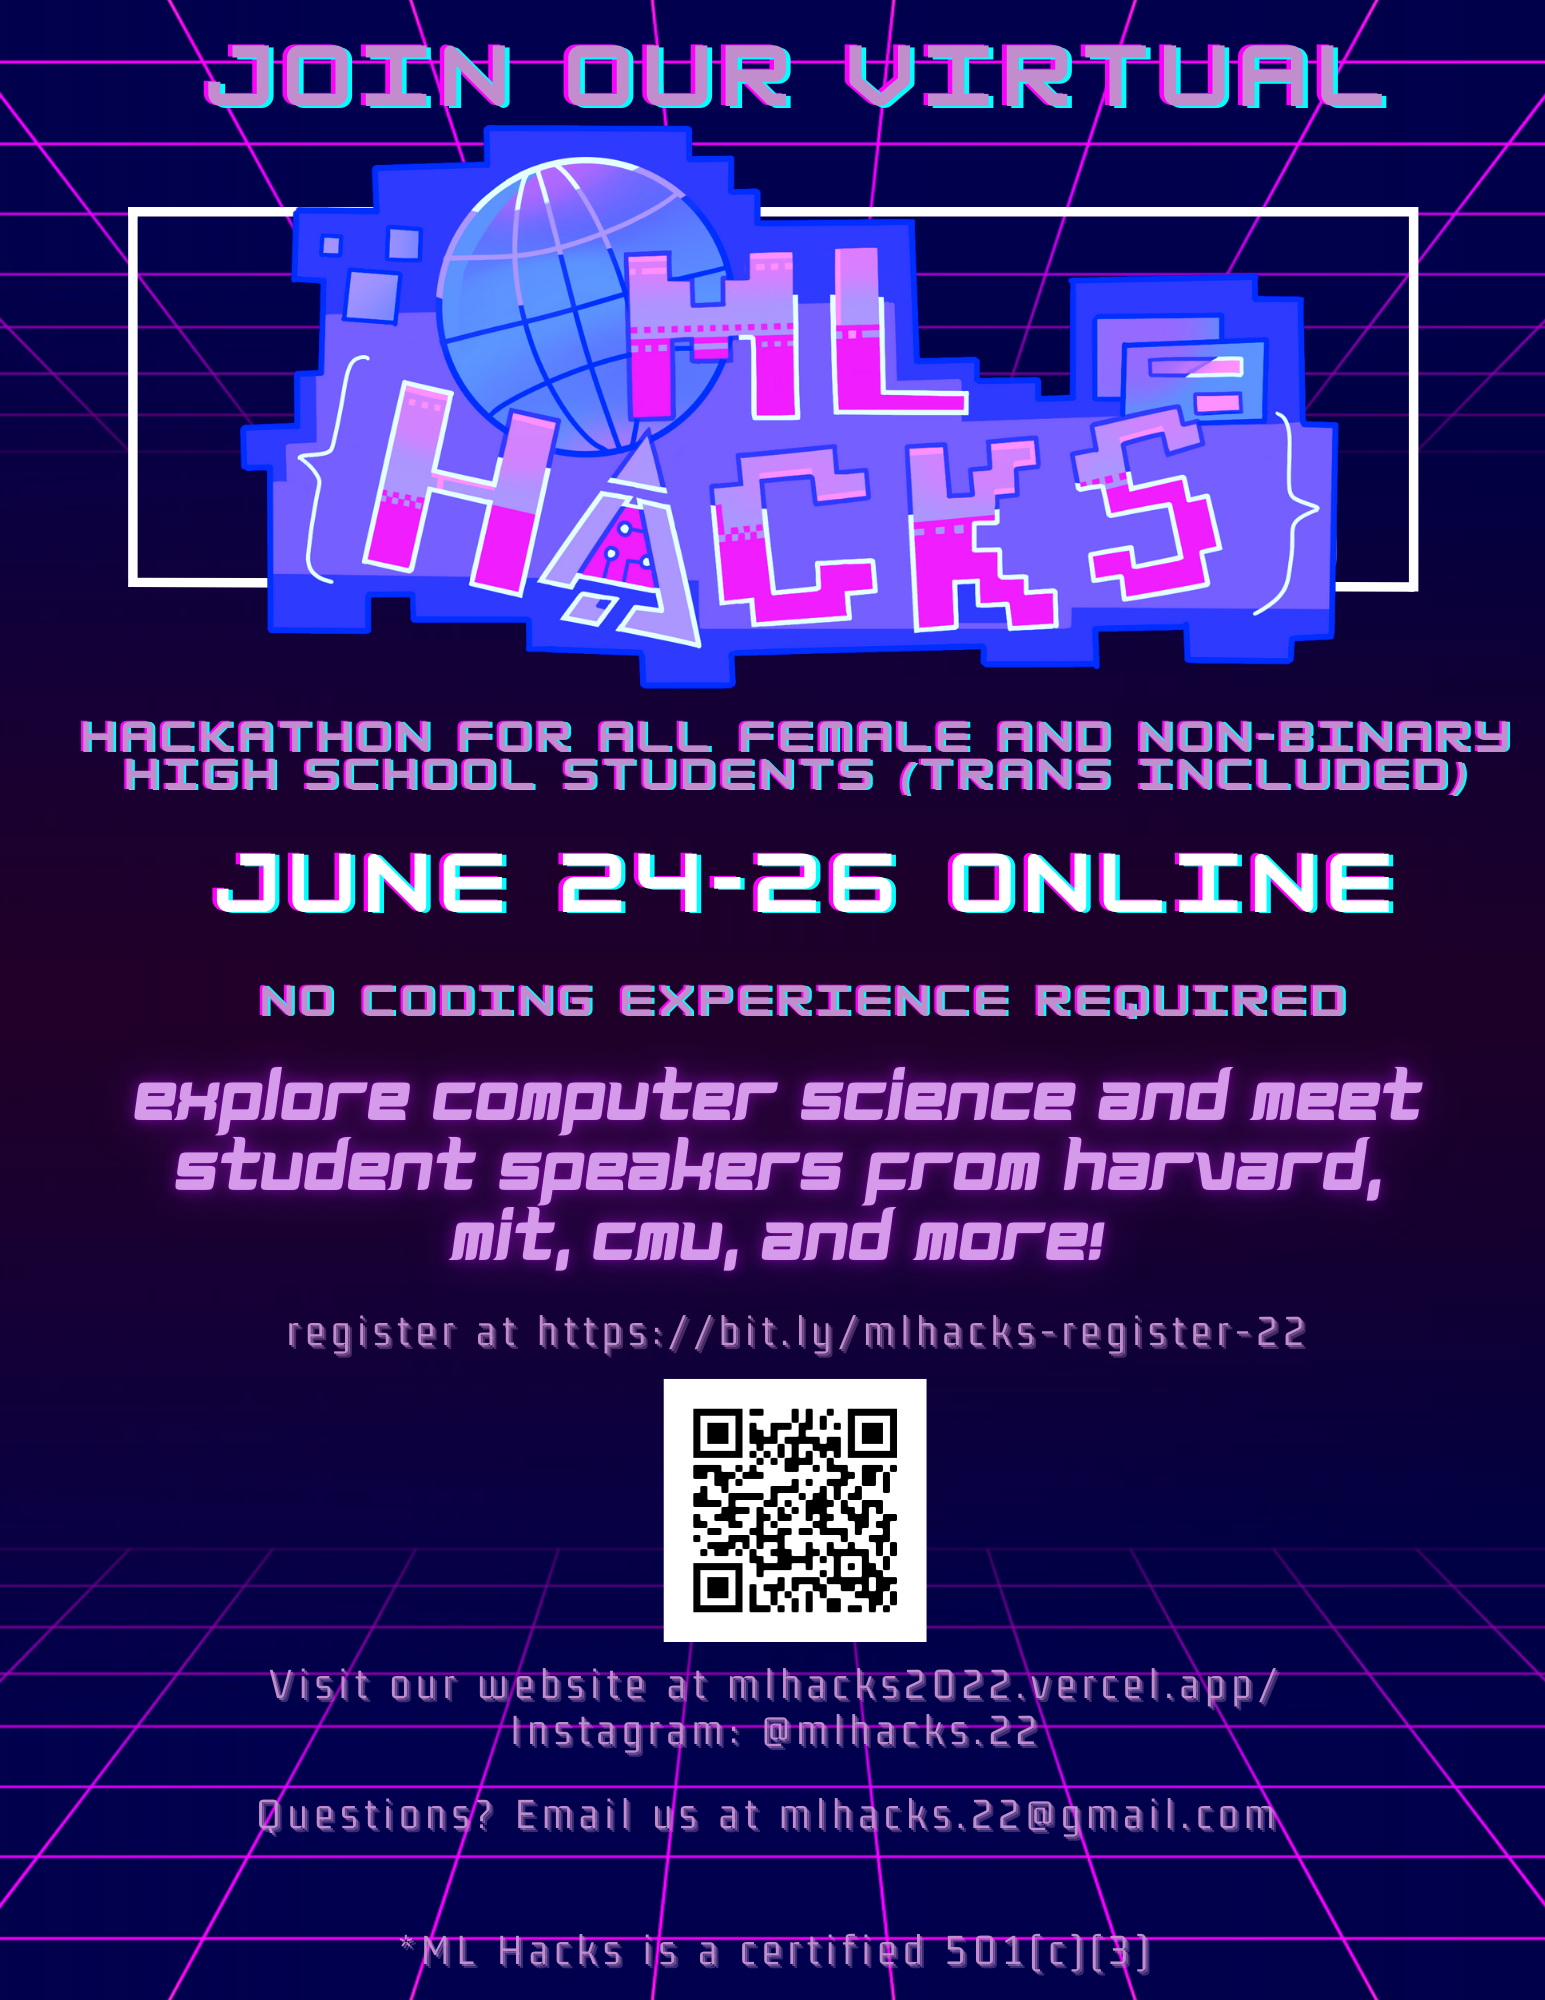 JOIN OUR VIRTUAL
ML
{HACKS}
HACKATHON FOR ALL FEMALE AND NON-BINARY
HIGH SCHOOL STUDENTS (TRANS INCLUDED)
JUNE 24-26 ONLINE
NO CODING EXPERIENCE REQUIRED
explore computer science and meet
student speakers from harvard,
mit, cmu, and more!
register at https://bit.ly/mlhacks-register-22
Visit our website at mlhacks2022.vercel.app/
Instagram: @mlhacks.22
Questions? Email us at mlhacks.22@gmail.com
*ML Hacks is a certified 501(c)(3)